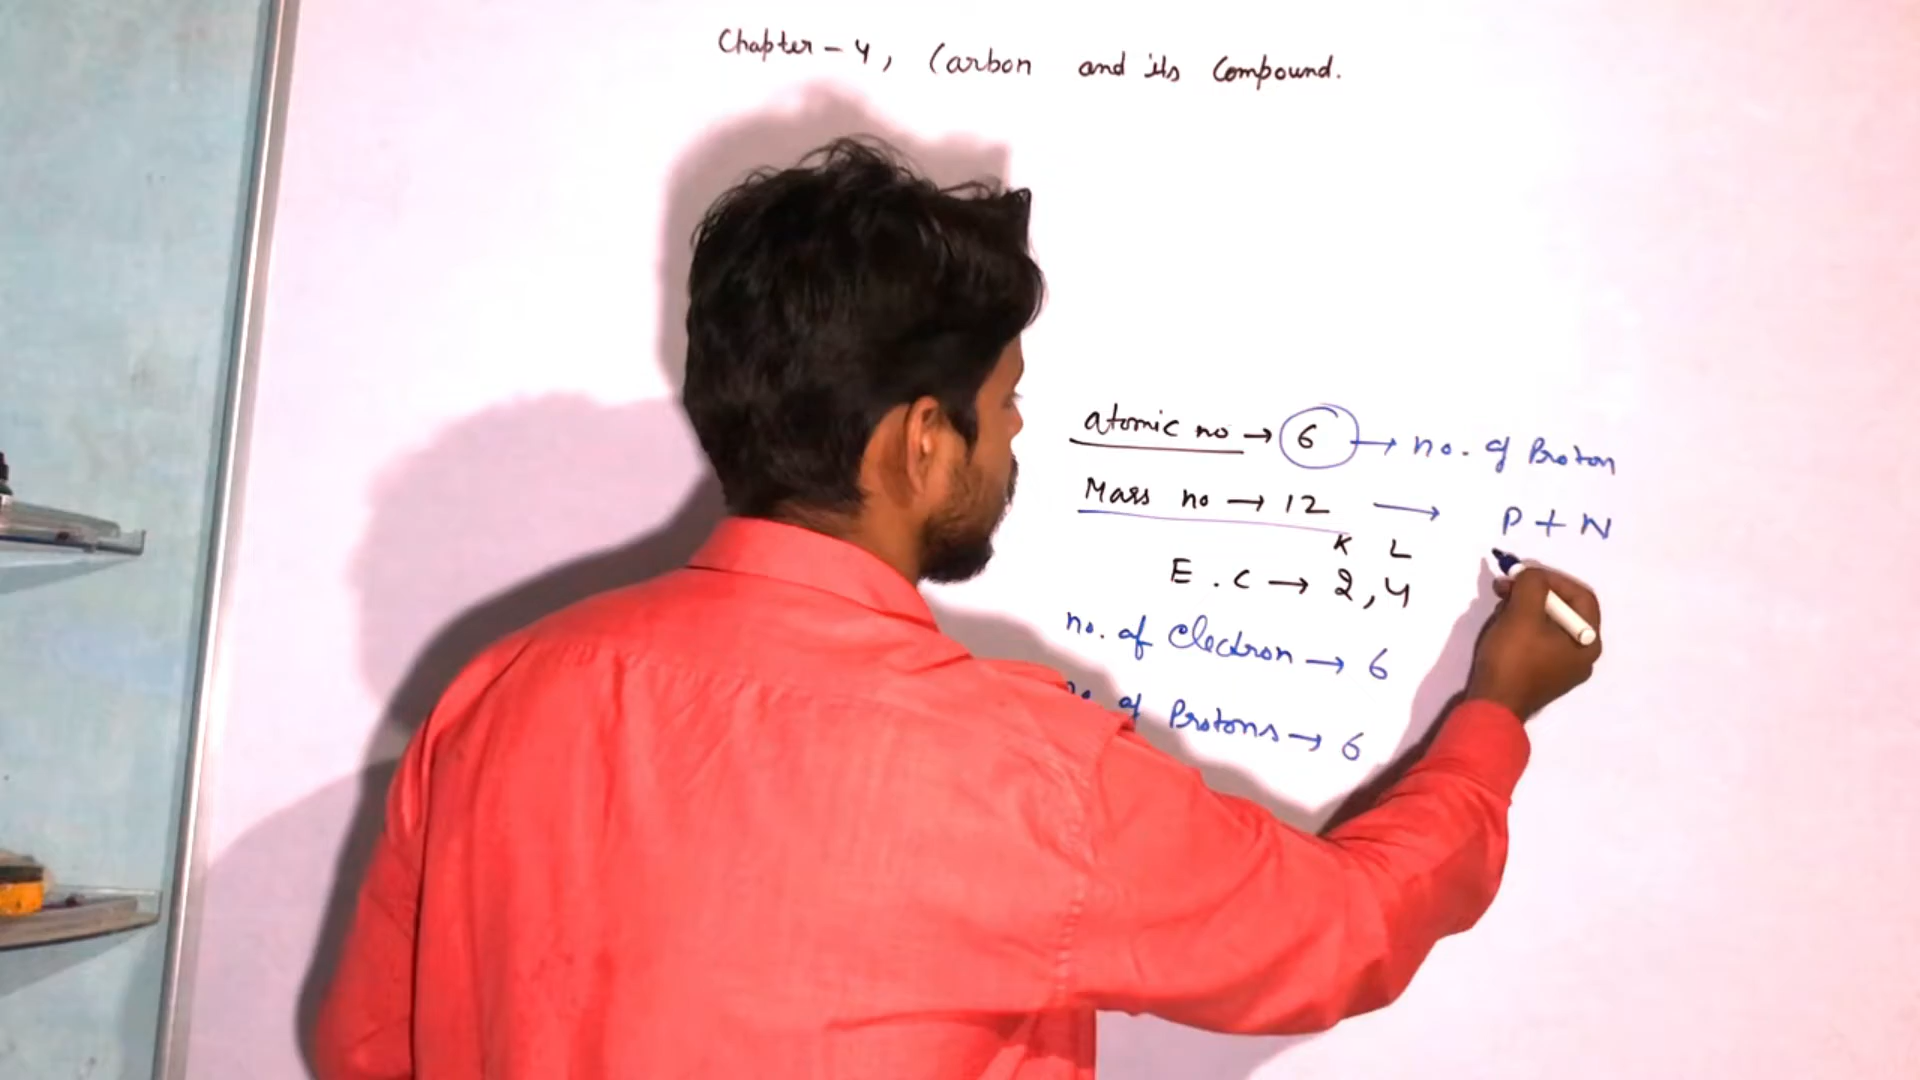 Chapter - 4, Carbon and its Compound.
atomic no → 6 → no. of Proton
Mass no → 12 → P + N
K L
E.C → 2,4
no. of electron → 6
no. of Protons → 6